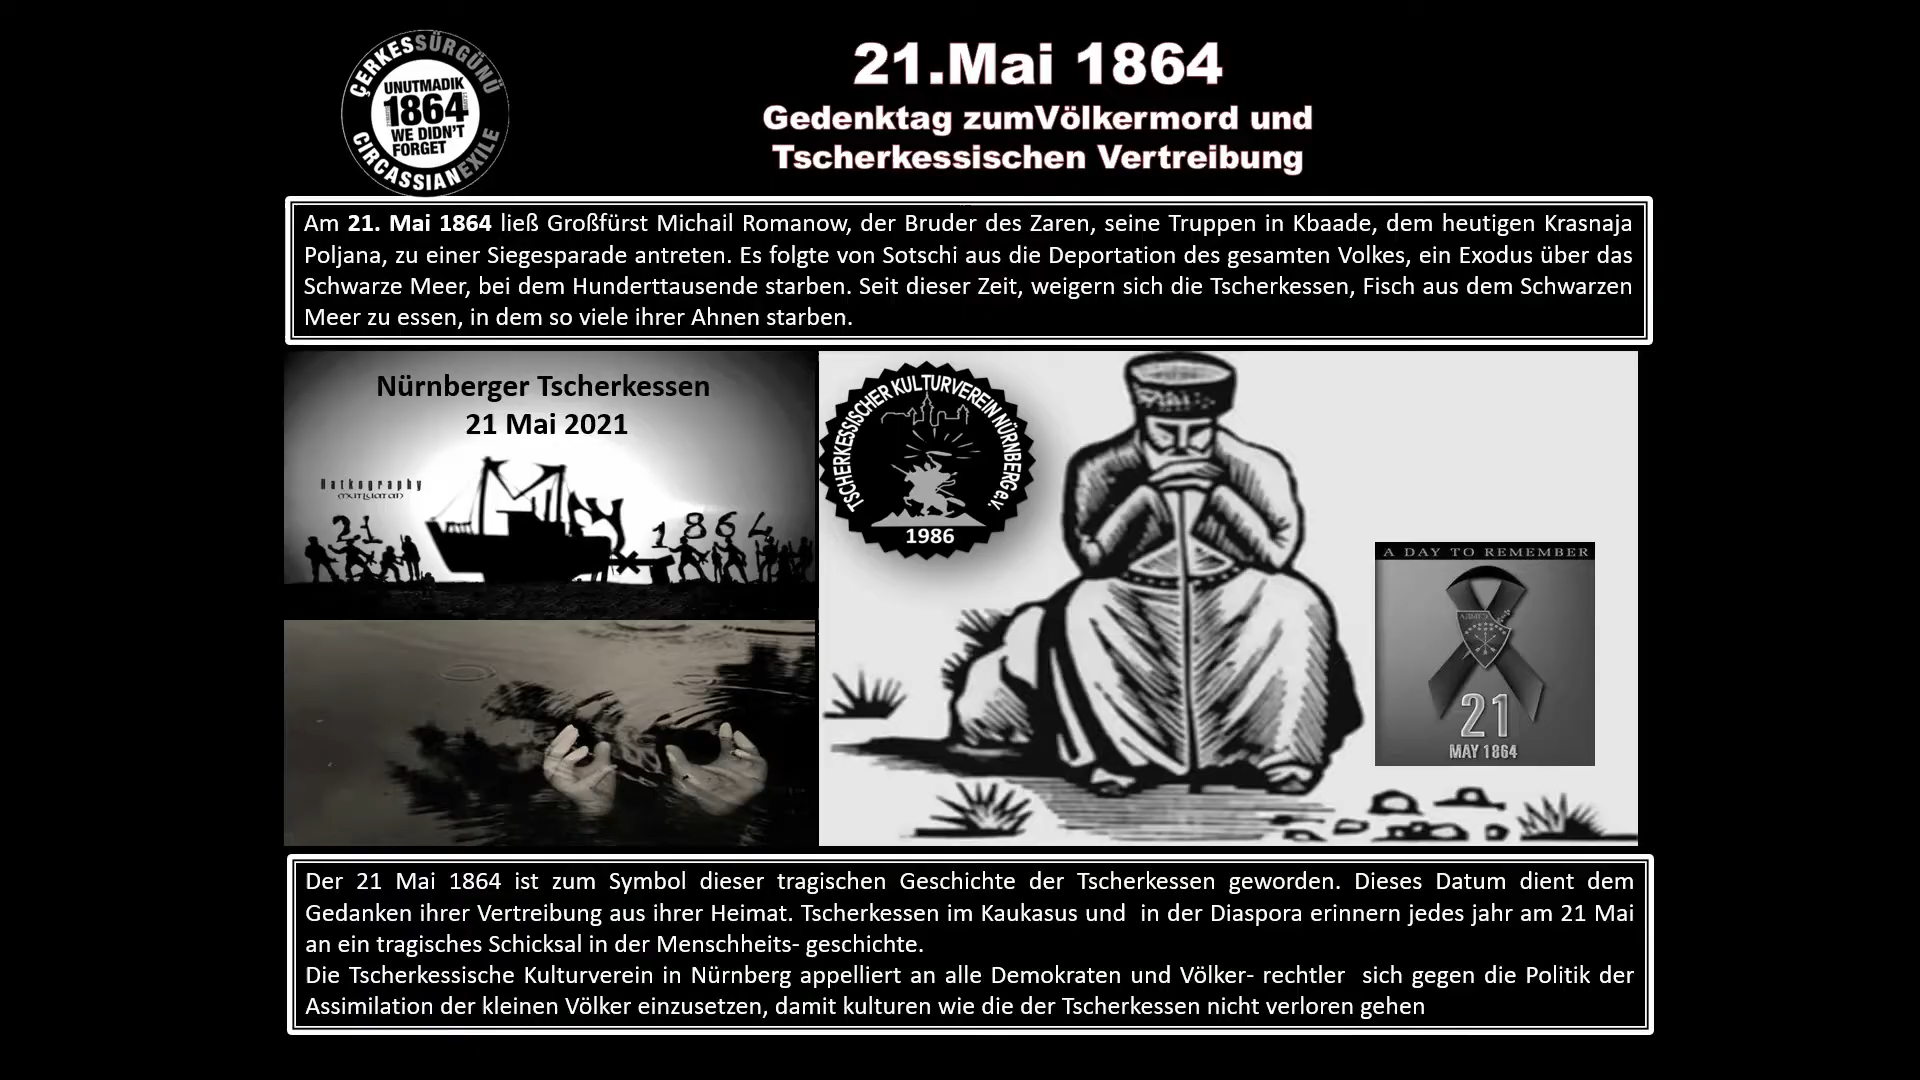 ÇERKESSÜRGÜNÜ
UNUTMADIK
1864
WE DIDN'T
FORGET
CIRCASSIANEXILE
21.Mai 1864
Gedenktag zumVölkermord und
Tscherkessischen Vertreibung
Am 21. Mai 1864 ließ Großfürst Michail Romanow, der Bruder des Zaren, seine Truppen in Kbaade, dem heutigen Krasnaja
Poljana, zu einer Siegesparade antreten. Es folgte von Sotschi aus die Deportation des gesamten Volkes, ein Exodus über das
Schwarze Meer, bei dem Hunderttausende starben. Seit dieser Zeit, weigern sich die Tscherkessen, Fisch aus dem Schwarzen
Meer zu essen, in dem so viele ihrer Ahnen starben.
Nürnberger Tscherkessen
21 Mai 2021
Hatkography
21 May 1864
TSCHERKESSISCHER KULTURVEREIN NÜRNBERG e.V.
1986
A DAY TO REMEMBER
21
MAY 1864
Der 21 Mai 1864 ist zum Symbol dieser tragischen Geschichte der Tscherkessen geworden. Dieses Datum dient dem
Gedanken ihrer Vertreibung aus ihrer Heimat. Tscherkessen im Kaukasus und in der Diaspora erinnern jedes jahr am 21 Mai
an ein tragisches Schicksal in der Menschheits- geschichte.
Die Tscherkessische Kulturverein in Nürnberg appelliert an alle Demokraten und Völker- rechtler sich gegen die Politik der
Assimilation der kleinen Völker einzusetzen, damit kulturen wie die der Tscherkessen nicht verloren gehen